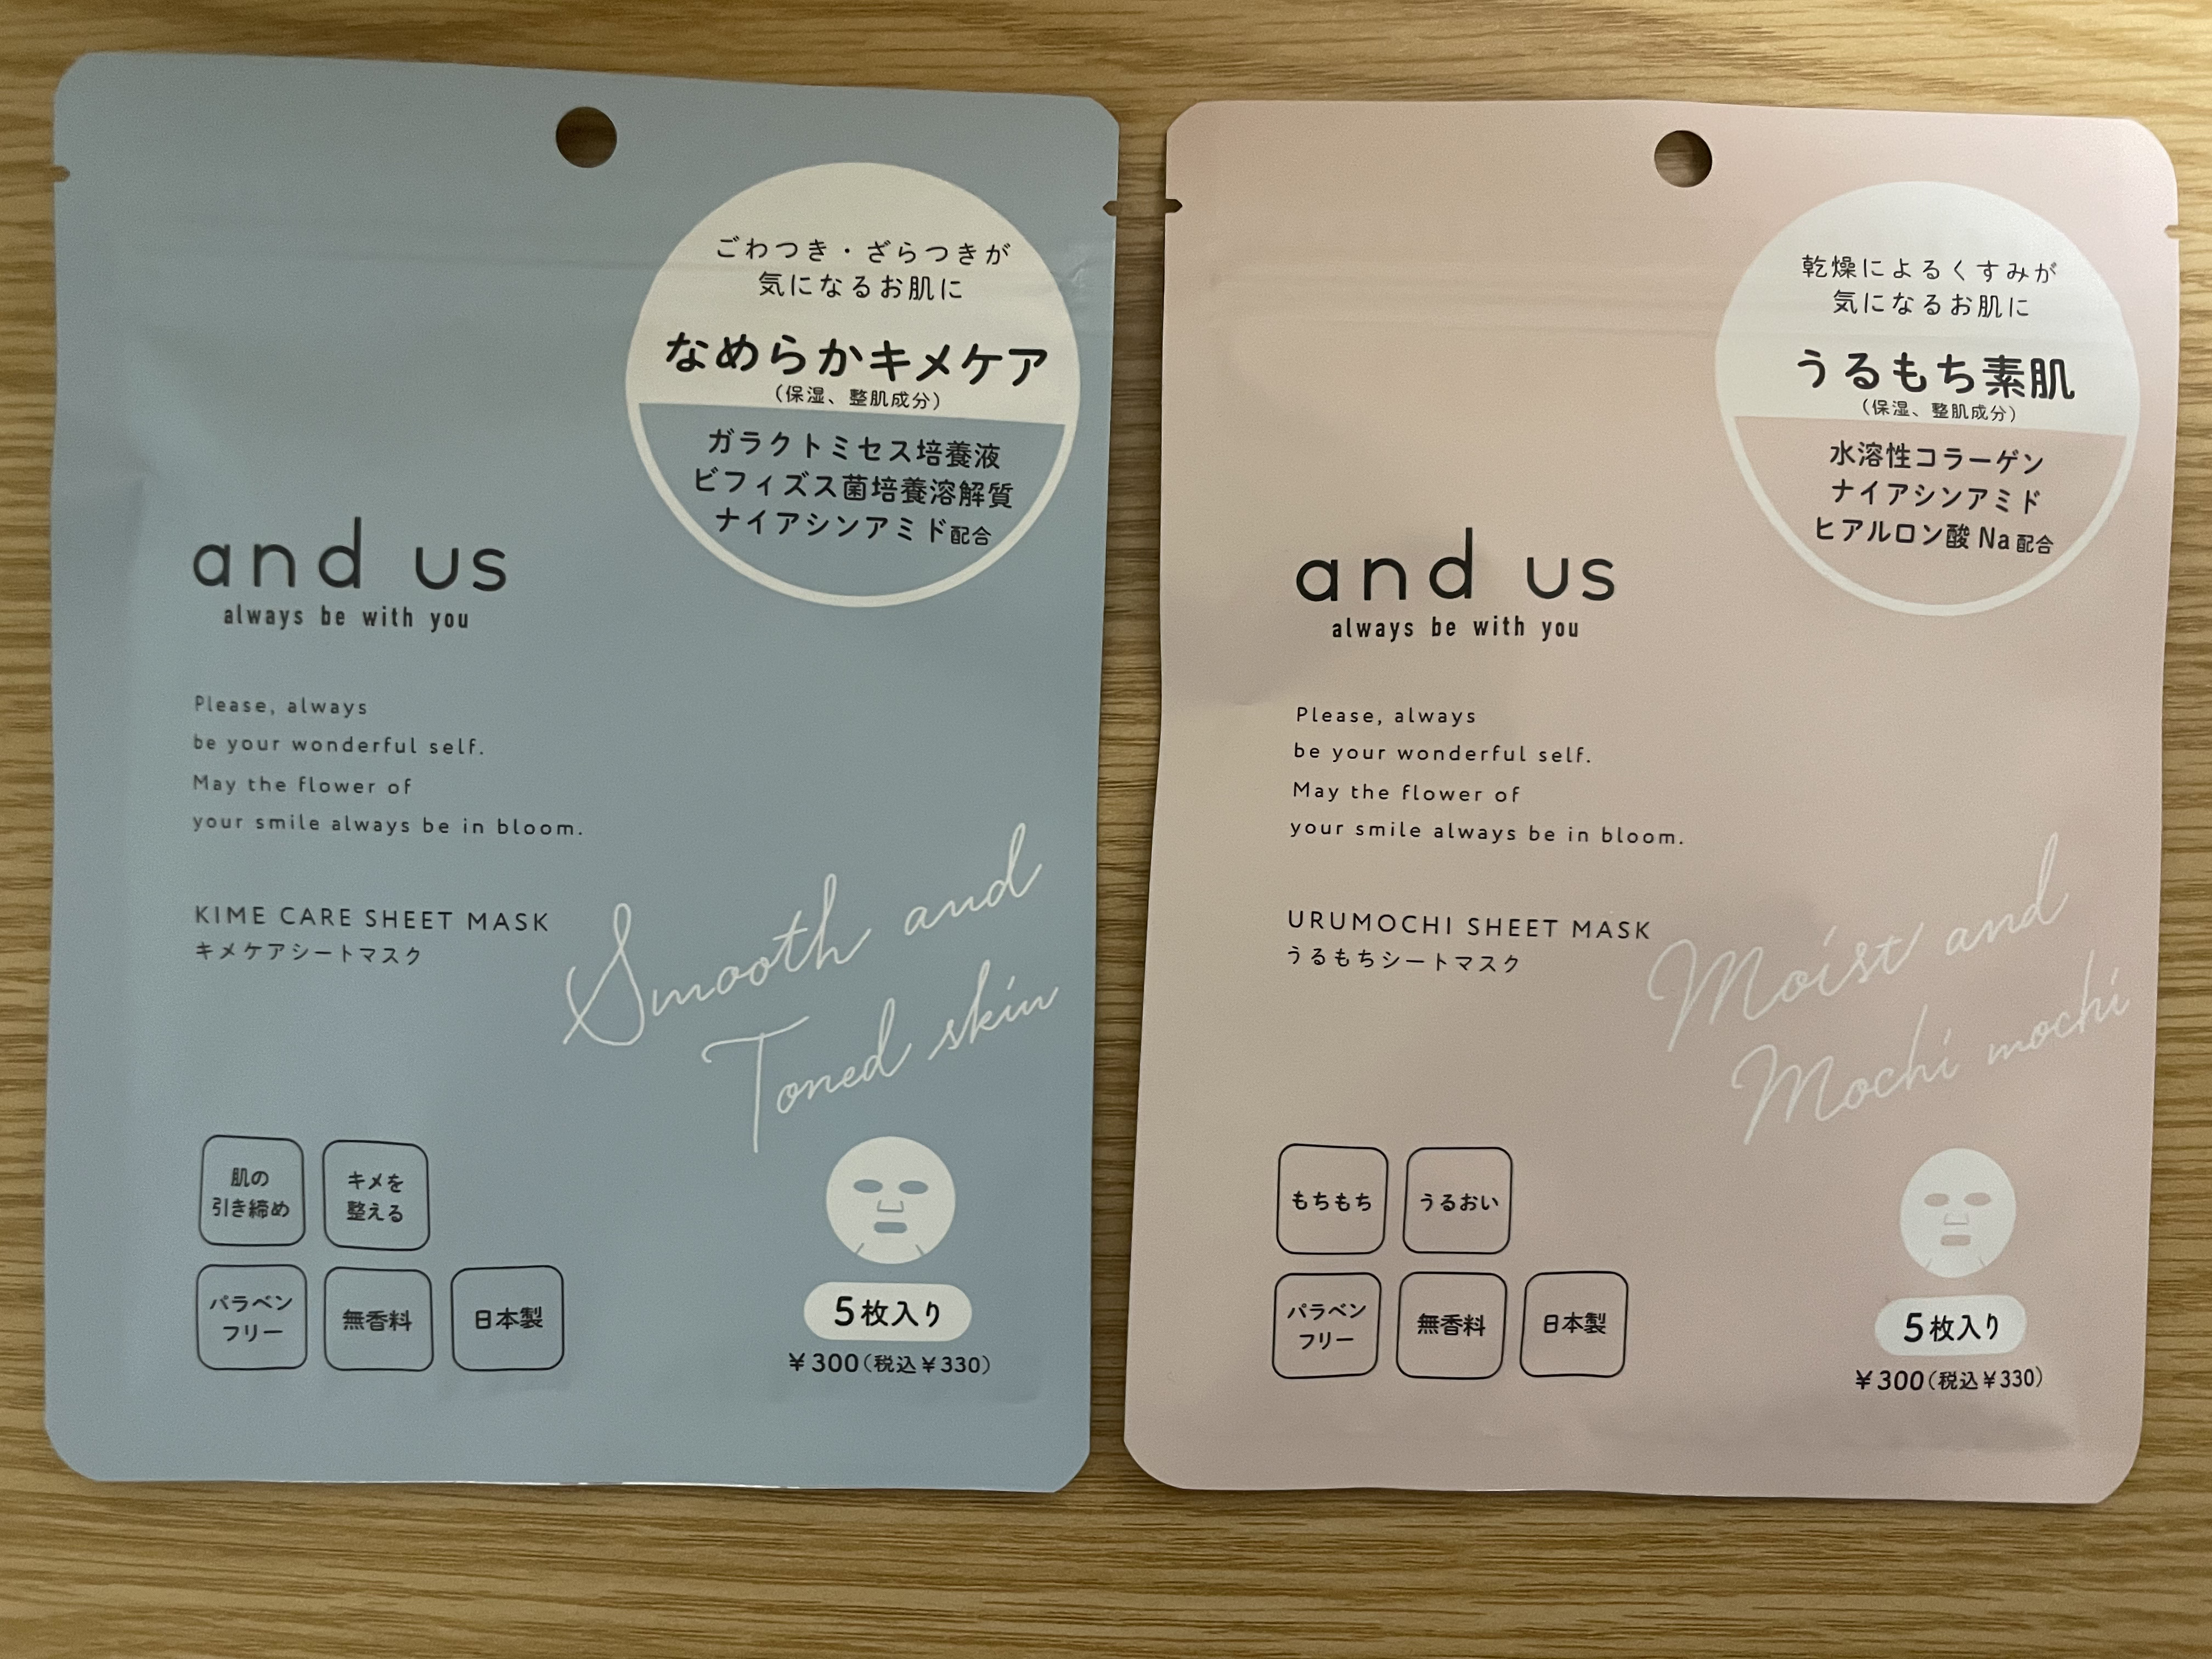 ごわつき・ざらつきが
気になるお肌に
なめらかキメケア
(保湿、整肌成分)
ガラクトミセス培養液
ビフィズス菌培養溶解質
ナイアシンアミド配合
and us
always be with you
Please, always
be your wonderful self.
May the flower of
your smile always be in bloom.
KIME CARE SHEET MASK
キメケアシートマスク
Smooth and
Toned skin
肌の
引き締め
キメを
整える
パラベン
フリー
無香料
日本製
5枚入り
¥300(税込¥330)
乾燥によるくすみが
気になるお肌に
うるもち素肌
(保湿、整肌成分)
水溶性コラーゲン
ナイアシンアミド
ヒアルロン酸Na配合
and us
always be with you
Please, always
be your wonderful self.
May the flower of
your smile always be in bloom.
URUMOCHI SHEET MASK
うるもちシートマスク
Moist and
Mochi mochi
もちもち
うるおい
パラベン
フリー
無香料
日本製
5枚入り
¥300(税込¥330)